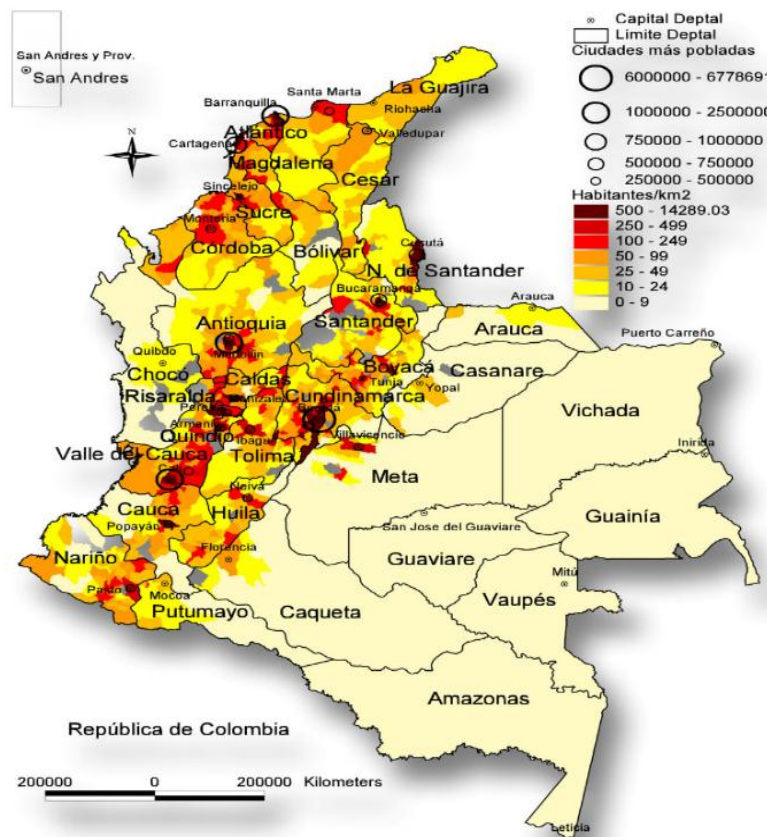 San Andres y Prov.
San Andres
Capital Deptal
Limite Deptal
Ciudades más pobladas
6000000 - 6778691
1000000 - 2500000
750000 - 1000000
500000 - 750000
250000 - 500000
Habitantes/km2
500 - 14289.03
250 - 499
100 - 249
50 - 99
25 - 49
10 - 24
0 - 9
N
Santa Marta
La Guajira
Riohacha
Barranquilla
Atlántico
Valledupar
Cartagena
Magdalena
Cesar
Sincelejo
Sucre
Montería
Córdoba
Bolívar
Cúcutá
N. de Santander
Bucaramanga
Arauca
Santander
Arauca
Antioquia
Medellín
Puerto Carreño
Quibdo
Choco
Boyacá
Tunja
Casanare
Yopal
Caldas
Risaralda
Manizales
Cundinamarca
Vichada
Pereira
Bogotá
Armenia
Quindío
Ibagué
Villavicencio
Inirida
Valle del Cauca
Tolima
Meta
Cali
Neiva
Cauca
Huila
Guainía
Popayán
San Jose del Guaviare
Florencia
Guaviare
Nariño
Mitú
Vaupés
Pasto
Mocoa
Putumayo
Caqueta
Amazonas
República de Colombia
200000 0 200000 Kilometers
Leticia